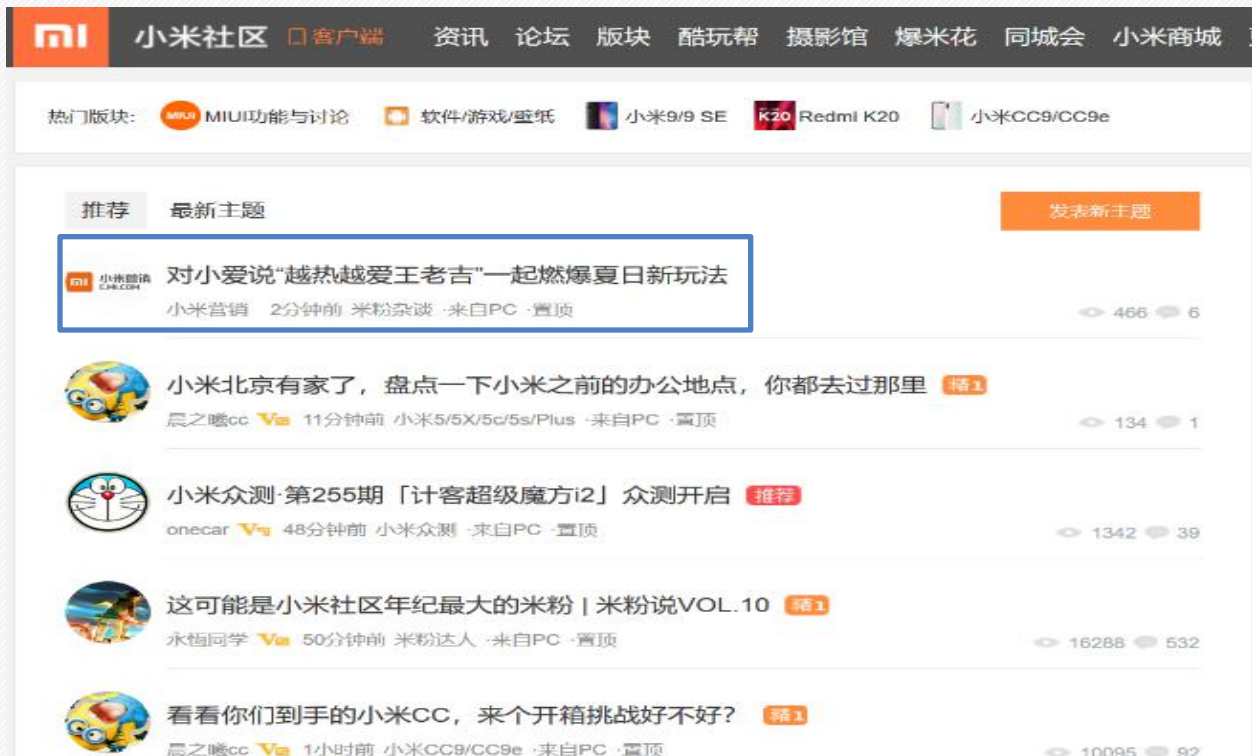 小米社区 口客户端 资讯 论坛 版块 酷玩帮 摄影馆 爆米花 同城会 小米商城
热门版块: MIUI MIUI功能与讨论 软件/游戏/壁纸 小米9/9 SE K20 Redmi K20 小米CC9/CC9e
推荐 最新主题 发表新主题
小米营销 对小爱说“越热越爱王老吉”一起燃爆夏日新玩法
小米营销 2分钟前 米粉杂谈 ·来自PC ·置顶 466 6
小米北京有家了，盘点一下小米之前的办公地点，你都去过那里 精1
晨之曦cc 11分钟前 小米5/5X/5c/5s/Plus ·来自PC ·置顶 134 1
小米众测·第255期「计客超级魔方i2」众测开启 推荐
onecar 48分钟前 小米众测 ·来自PC ·置顶 1342 39
这可能是小米社区年纪最大的米粉 | 米粉说VOL.10 精1
永恒同学 50分钟前 米粉达人 ·来自PC ·置顶 16288 532
看看你们到手的小米CC，来个开箱挑战好不好？ 精1
晨之曦cc 1小时前 小米CC9/CC9e ·来自PC ·置顶 10095 92